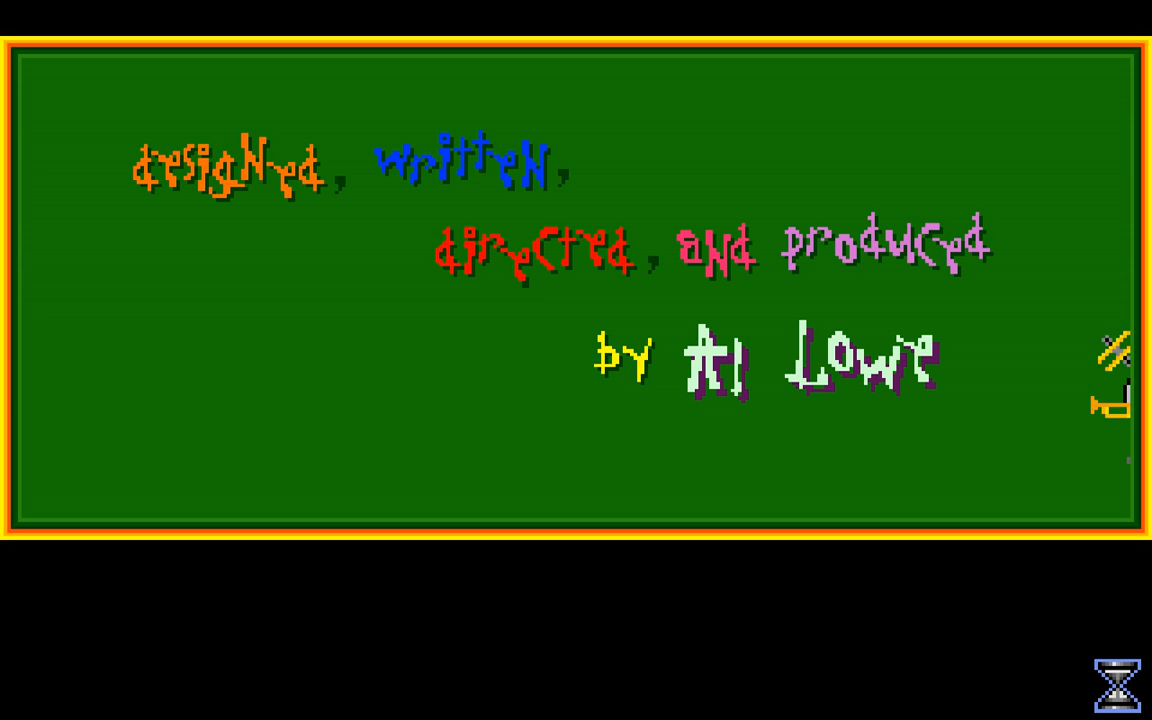 designed, written,
directed, and produced
by Al Lowe